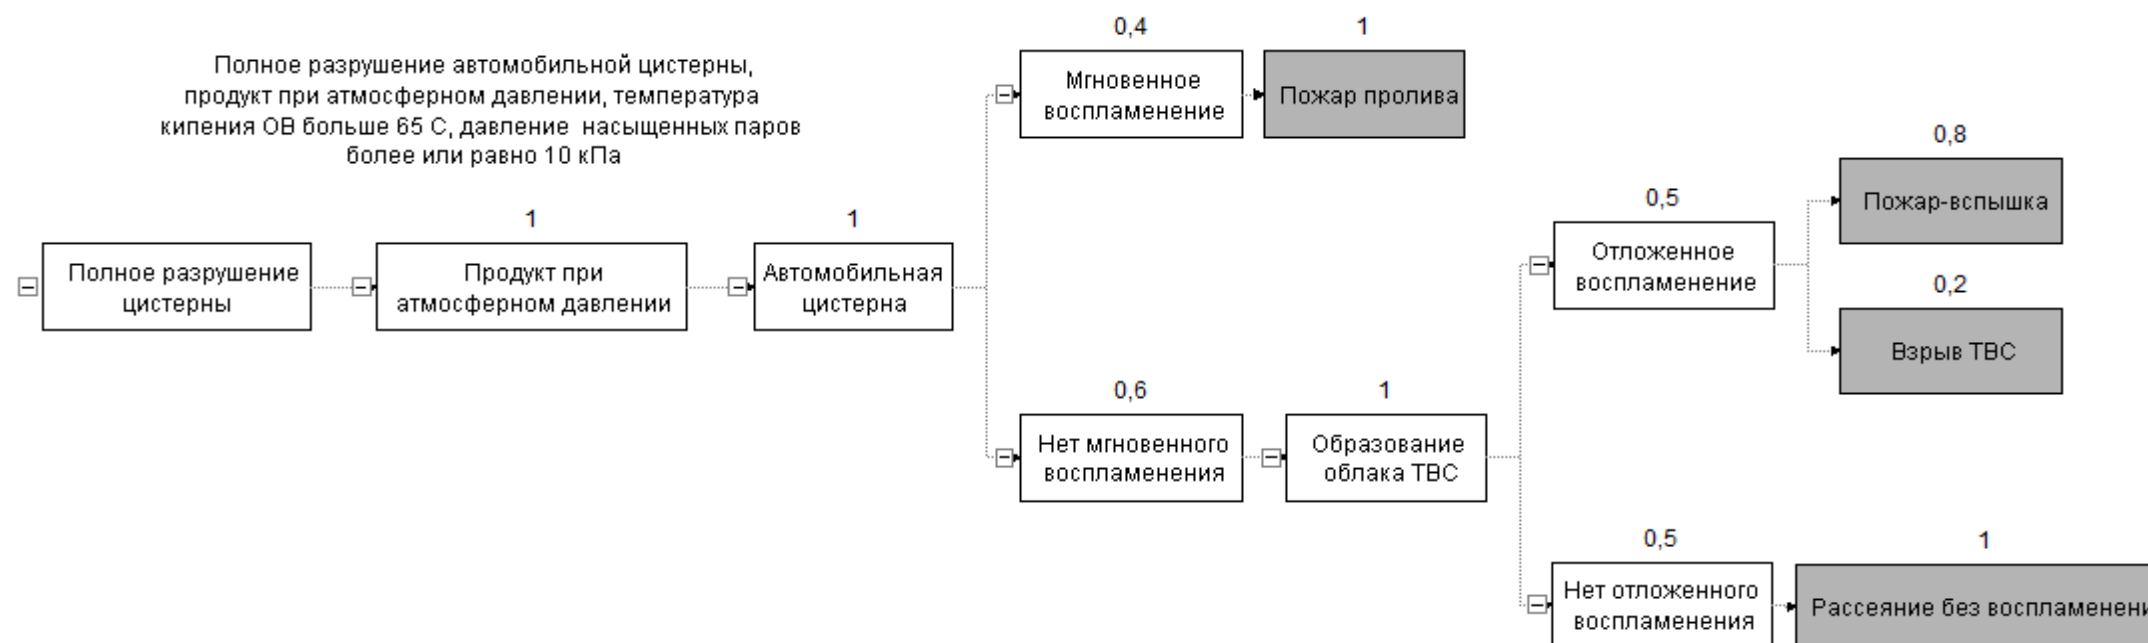 0,4
1
Полное разрушение автомобильной цистерны,
продукт при атмосферном давлении, температура
кипения ОВ больше 65 С, давление насыщенных паров
более или равно 10 кПа
Мгновенное
воспламенение
Пожар пролива
0,8
Пожар-вспышка
1
1
0,5
Полное разрушение
цистерны
Продукт при
атмосферном давлении
Автомобильная
цистерна
Отложенное
воспламенение
0,2
Взрыв ТВС
0,6
1
Нет мгновенного
воспламенения
Образование
облака ТВС
0,5
1
Нет отложенного
воспламенения
Рассеяние без воспламенени